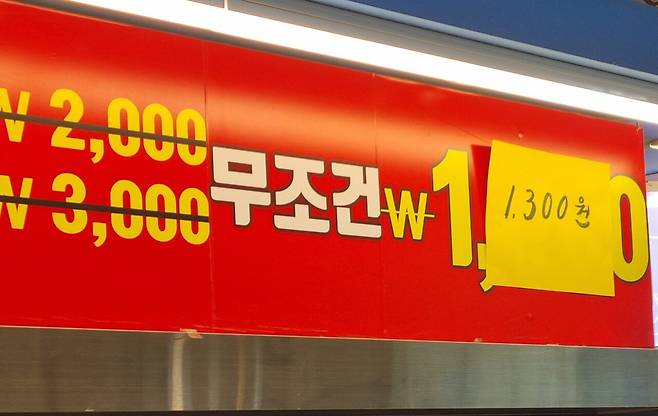 ₩ 2,000
₩ 3,000
무조건 ₩1,
1.300원
0